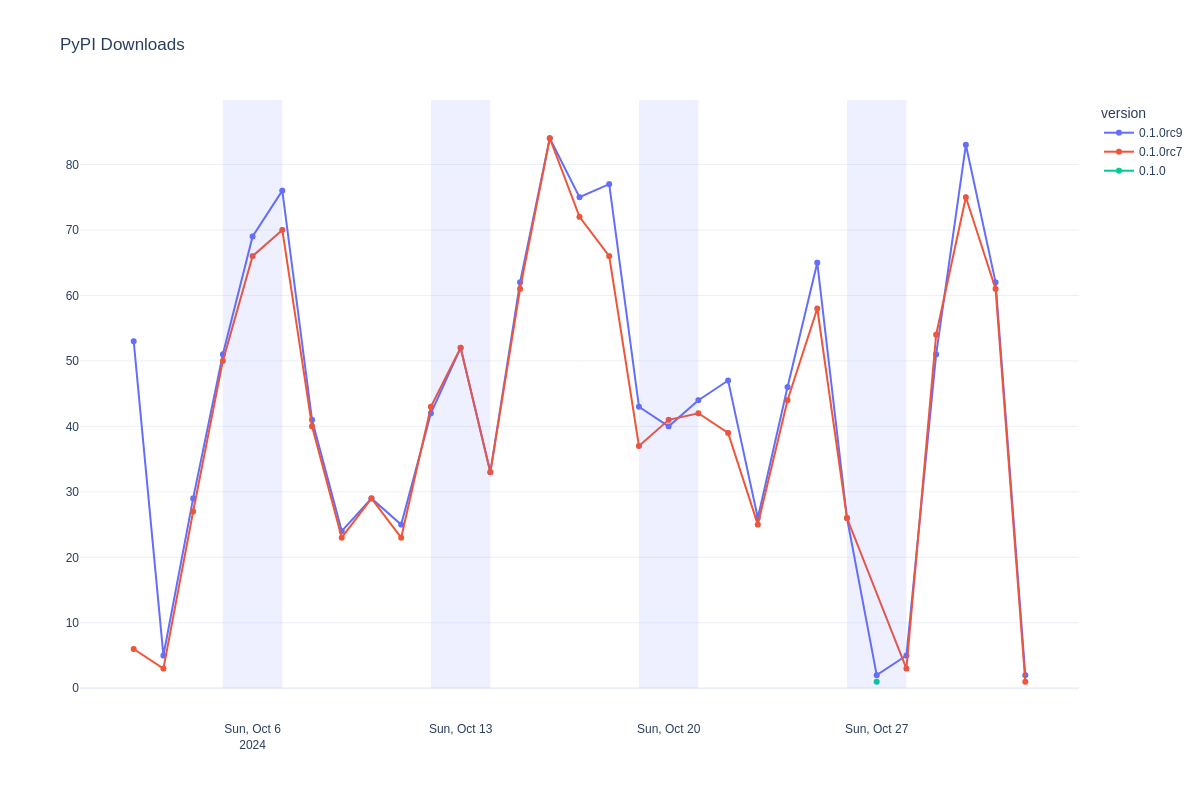 PyPI Downloads
version
0.1.0rc9
0.1.0rc7
0.1.0
80
70
60
50
40
30
20
10
0
Sun, Oct 6
2024
Sun, Oct 13
Sun, Oct 20
Sun, Oct 27